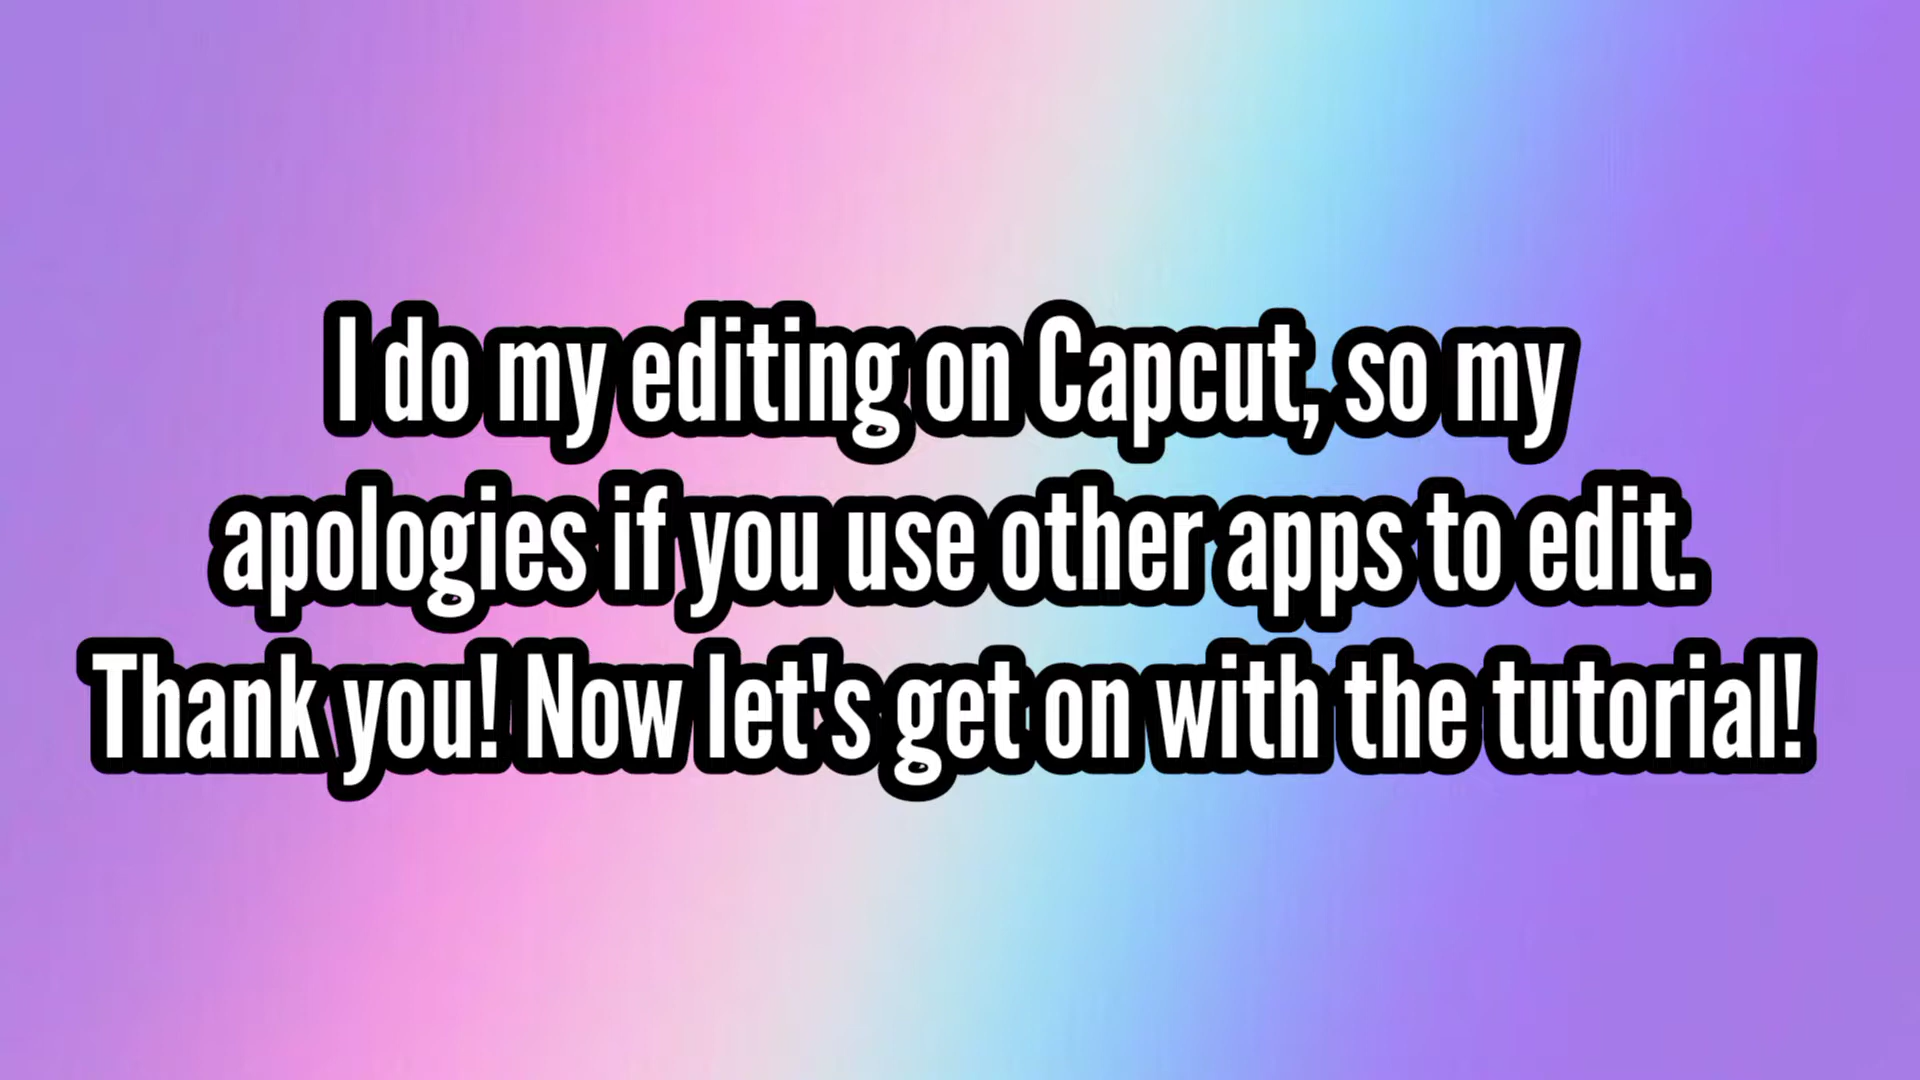 I do my editing on Capcut, so my
apologies if you use other apps to edit.
Thank you! Now let's get on with the tutorial!